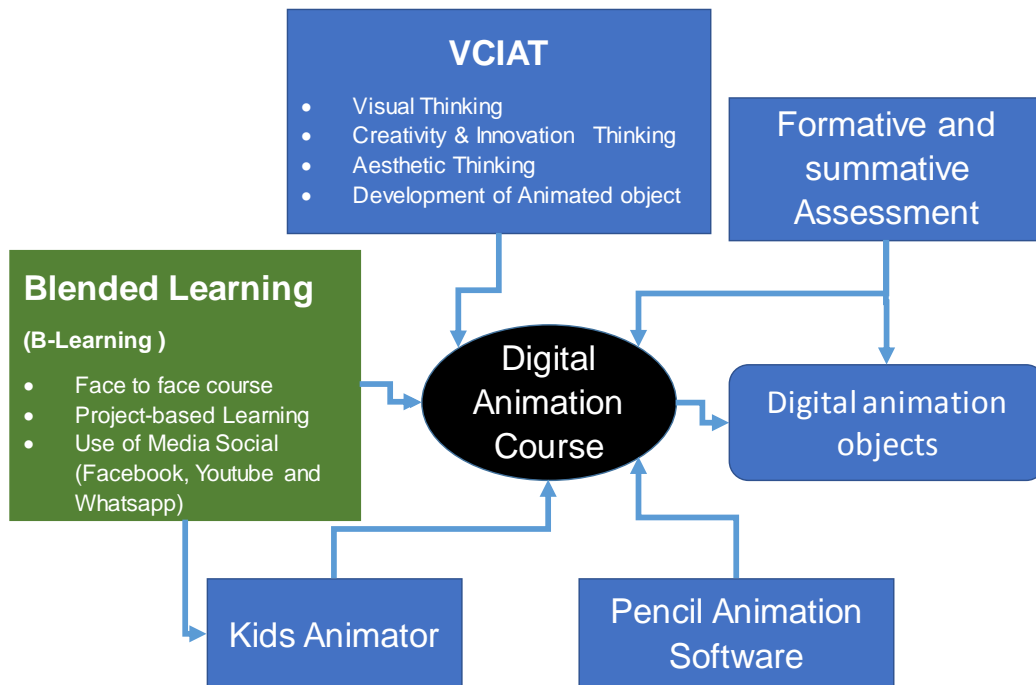 VCIAT
• Visual Thinking
• Creativity & Innovation Thinking
• Aesthetic Thinking
• Development of Animated object
Formative and
summative
Assessment
Blended Learning
(B-Learning )
• Face to face course
• Project-based Learning
• Use of Media Social
(Facebook, Youtube and
Whatsapp)
Digital
Animation
Course
Digital animation
objects
Kids Animator
Pencil Animation
Software